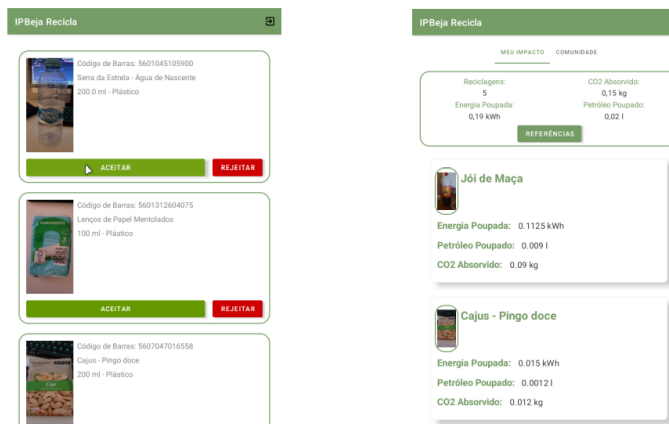 IPBeja Recicla
Código de Barras: 5601045105900
Serra da Estrela - Água de Nascente
200.0 ml - Plástico
ACEITAR
REJEITAR
Código de Barras: 5601312604075
Lenços de Papel Mentolados
100 ml - Plástico
ACEITAR
REJEITAR
Código de Barras: 5607047016558
Cajus - Pingo doce
200 ml - Plástico
IPBeja Recicla
MEU IMPACTO COMUNIDADE
Reciclagens: CO2 Absorvido:
5 0,15 kg
Energia Poupada: Petróleo Poupado:
0,19 kWh 0,02 l
REFERÊNCIAS
Jói de Maça
Energia Poupada: 0.1125 kWh
Petróleo Poupado: 0.009 l
CO2 Absorvido: 0.09 kg
Cajus - Pingo doce
Energia Poupada: 0.015 kWh
Petróleo Poupado: 0.0012 l
CO2 Absorvido: 0.012 kg